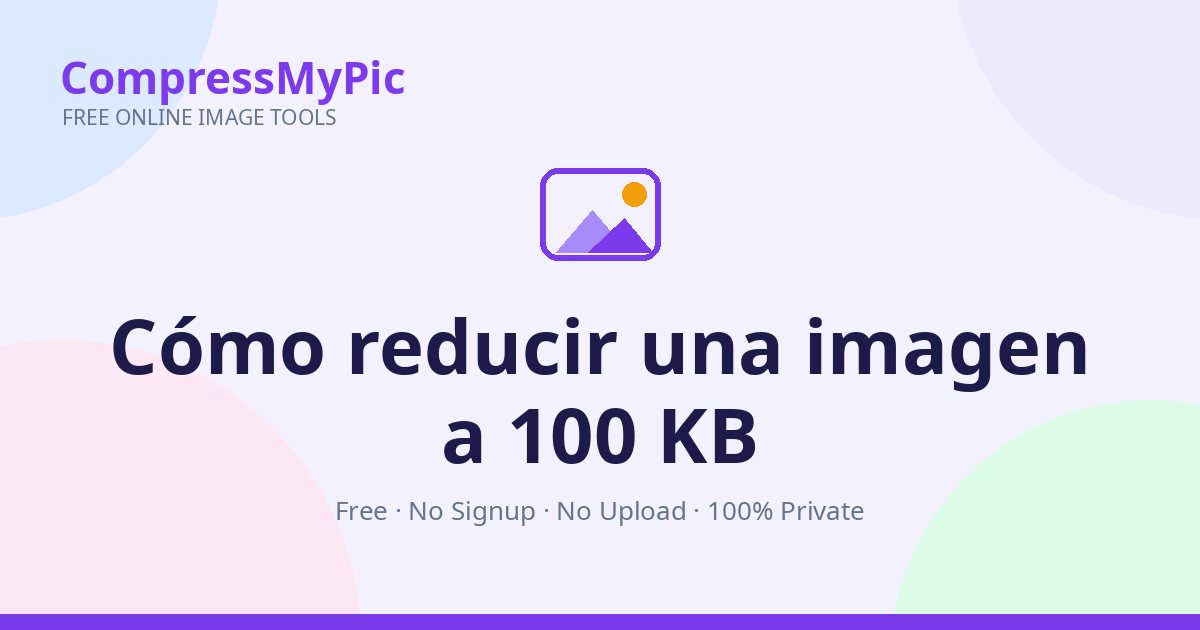 CompressMyPic
FREE ONLINE IMAGE TOOLS
Cómo reducir una imagen
a 100 KB
Free · No Signup · No Upload · 100% Private